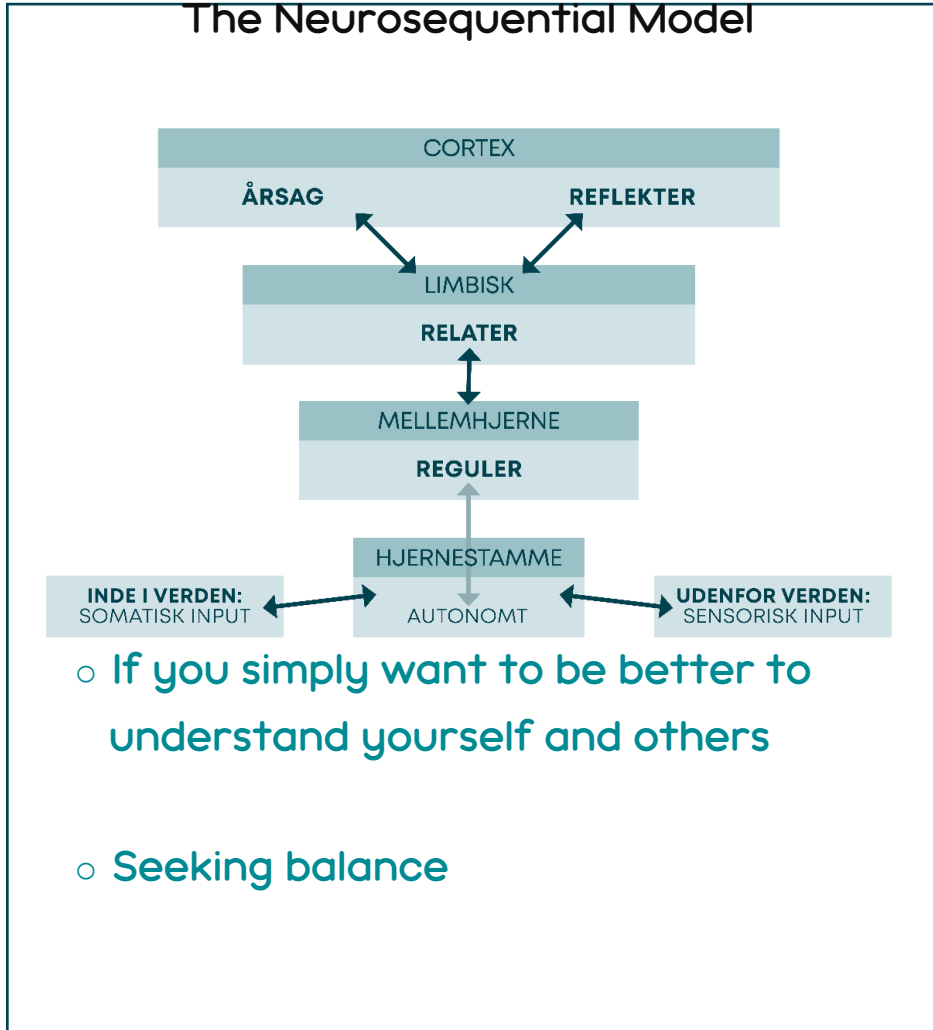 The Neurosequential Model
CORTEX
ÅRSAG REFLEKTER
LIMBISK
RELATER
MELLEMHJERNE
REGULER
HJERNESTAMME
AUTONOMT
INDE I VERDEN:
SOMATISK INPUT
UDENFOR VERDEN:
SENSORISK INPUT
○ If you simply want to be better to
understand yourself and others
○ Seeking balance